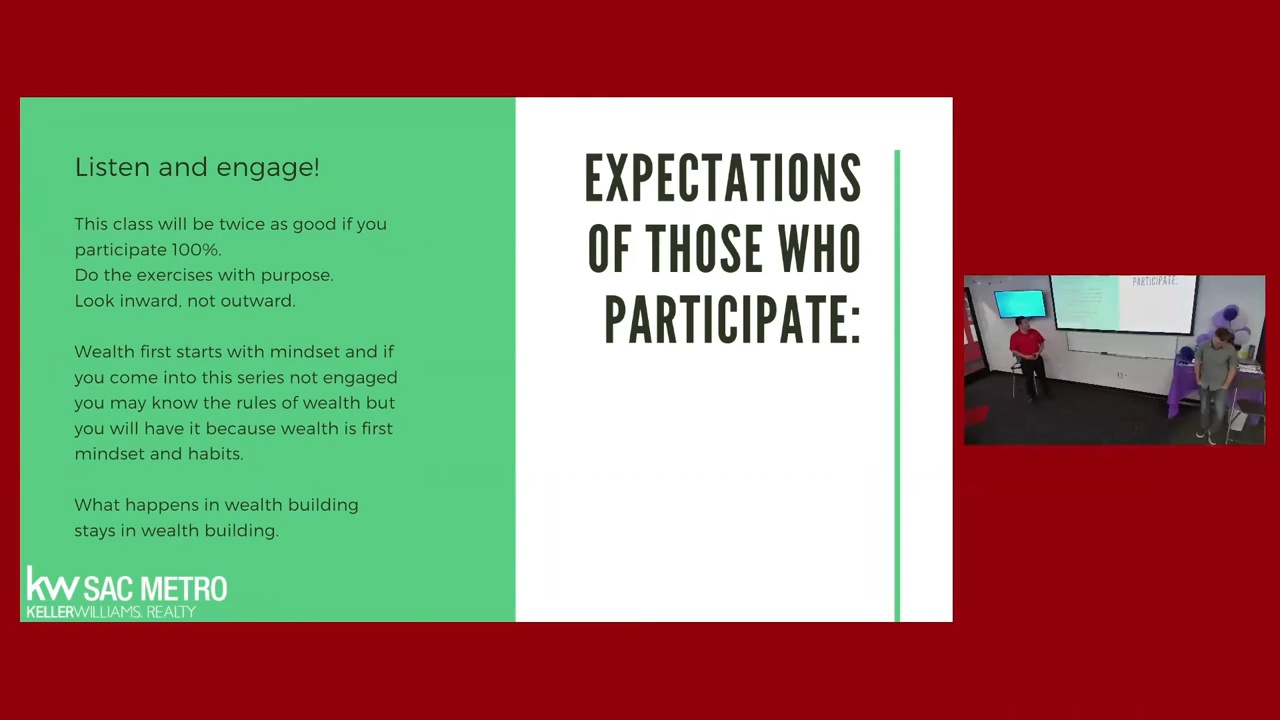 Listen and engage!
This class will be twice as good if you
participate 100%.
Do the exercises with purpose.
Look inward, not outward.
Wealth first starts with mindset and if
you come into this series not engaged
you may know the rules of wealth but
you will have it because wealth is first
mindset and habits.
What happens in wealth building
stays in wealth building.
kw SAC METRO
KELLERWILLIAMS. REALTY
EXPECTATIONS
OF THOSE WHO
PARTICIPATE:
PARTICIPATE: